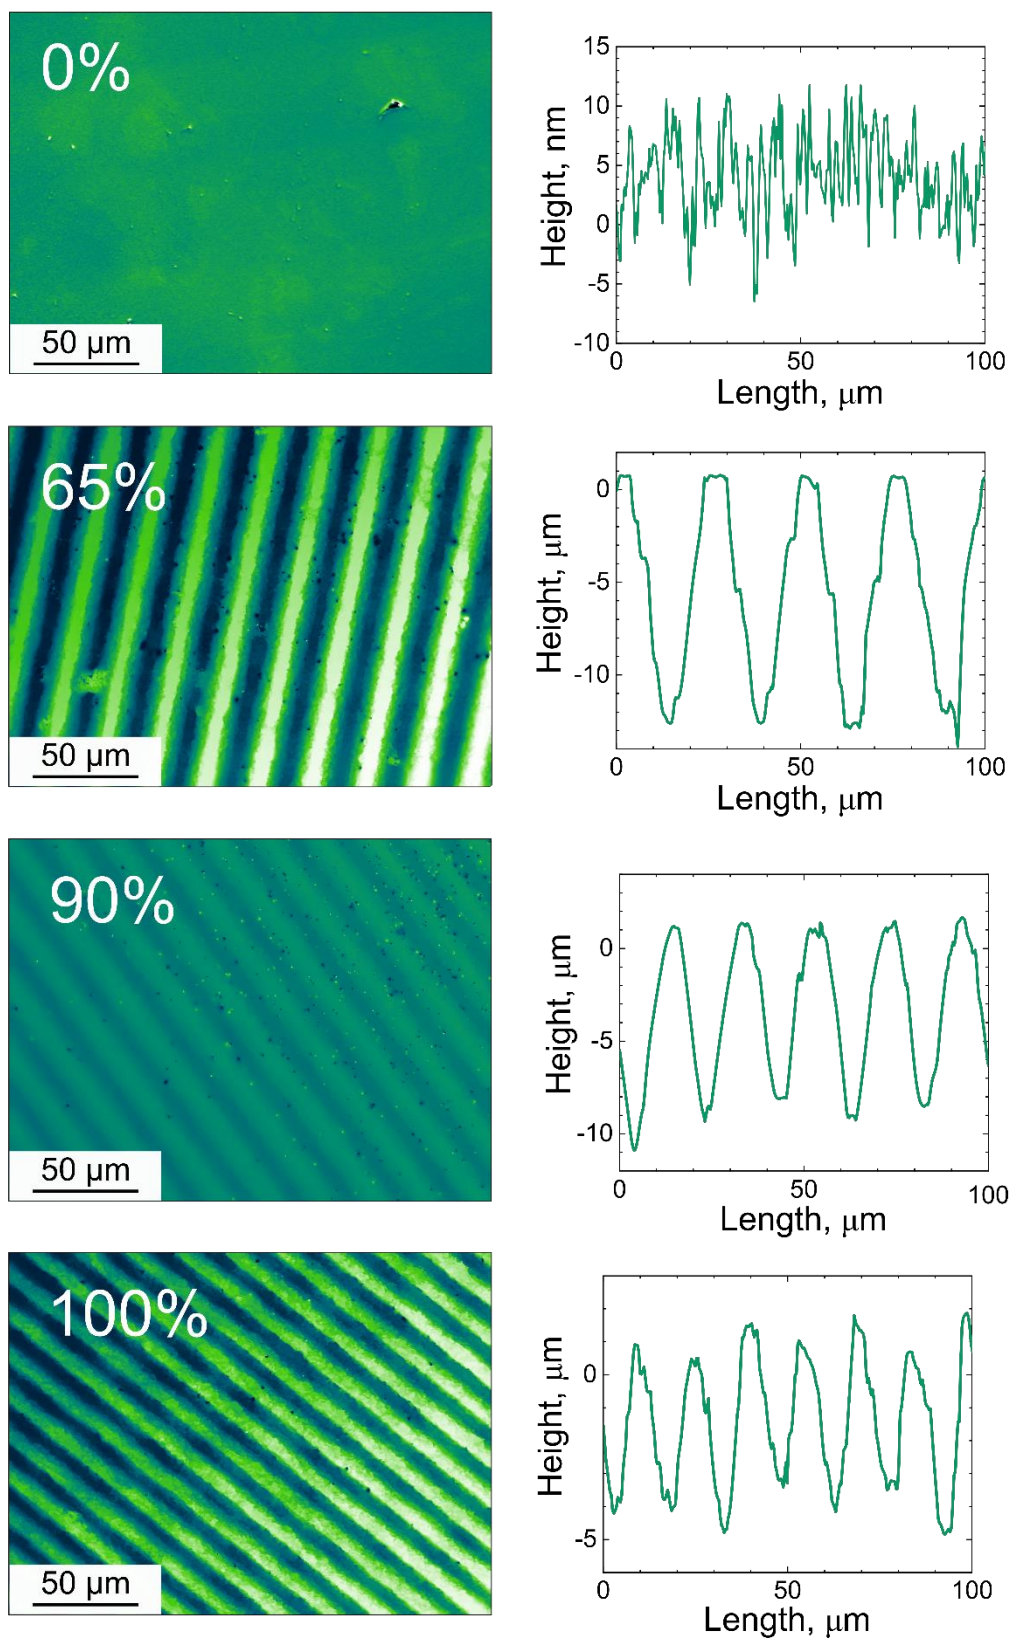 0%
50 μm
15
10
5
0
-5
-10
Height, nm
0 50 100
Length, μm
65%
50 μm
0
-5
-10
Height, μm
0 50 100
Length, μm
90%
50 μm
0
-5
-10
Height, μm
0 50 100
Length, μm
100%
50 μm
0
-5
Height, μm
0 50 100
Length, μm